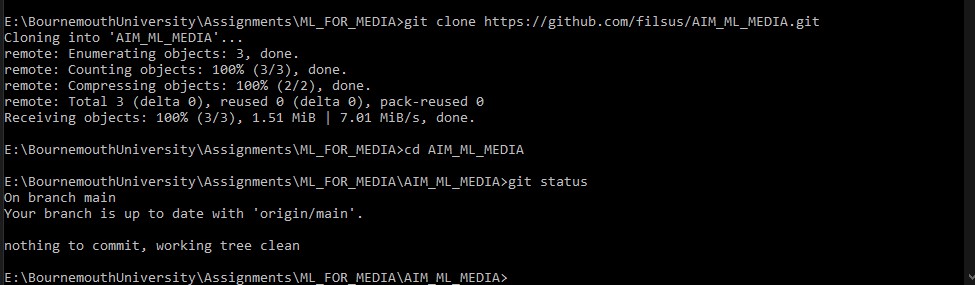 E:\BournemouthUniversity\Assignments\ML_FOR_MEDIA>git clone https://github.com/filsus/AIM_ML_MEDIA.git
Cloning into 'AIM_ML_MEDIA'...
remote: Enumerating objects: 3, done.
remote: Counting objects: 100% (3/3), done.
remote: Compressing objects: 100% (2/2), done.
remote: Total 3 (delta 0), reused 0 (delta 0), pack-reused 0
Receiving objects: 100% (3/3), 1.51 MiB | 7.01 MiB/s, done.
E:\BournemouthUniversity\Assignments\ML_FOR_MEDIA>cd AIM_ML_MEDIA
E:\BournemouthUniversity\Assignments\ML_FOR_MEDIA\AIM_ML_MEDIA>git status
On branch main
Your branch is up to date with 'origin/main'.
nothing to commit, working tree clean
E:\BournemouthUniversity\Assignments\ML_FOR_MEDIA\AIM_ML_MEDIA>